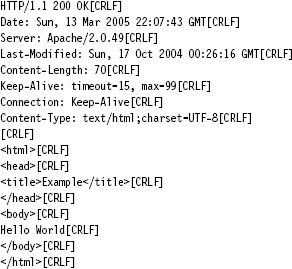 HTTP/1.1 200 OK[CRLF]
Date: Sun, 13 Mar 2005 22:07:43 GMT[CRLF]
Server: Apache/2.0.49[CRLF]
Last-Modified: Sun, 17 Oct 2004 00:26:16 GMT[CRLF]
Content-Length: 70[CRLF]
Keep-Alive: timeout=15, max=99[CRLF]
Connection: Keep-Alive[CRLF]
Content-Type: text/html;charset=UTF-8[CRLF]
[CRLF]
<html>[CRLF]
<head>[CRLF]
<title>Example</title>[CRLF]
</head>[CRLF]
<body>[CRLF]
Hello World[CRLF]
</body>[CRLF]
</html>[CRLF]